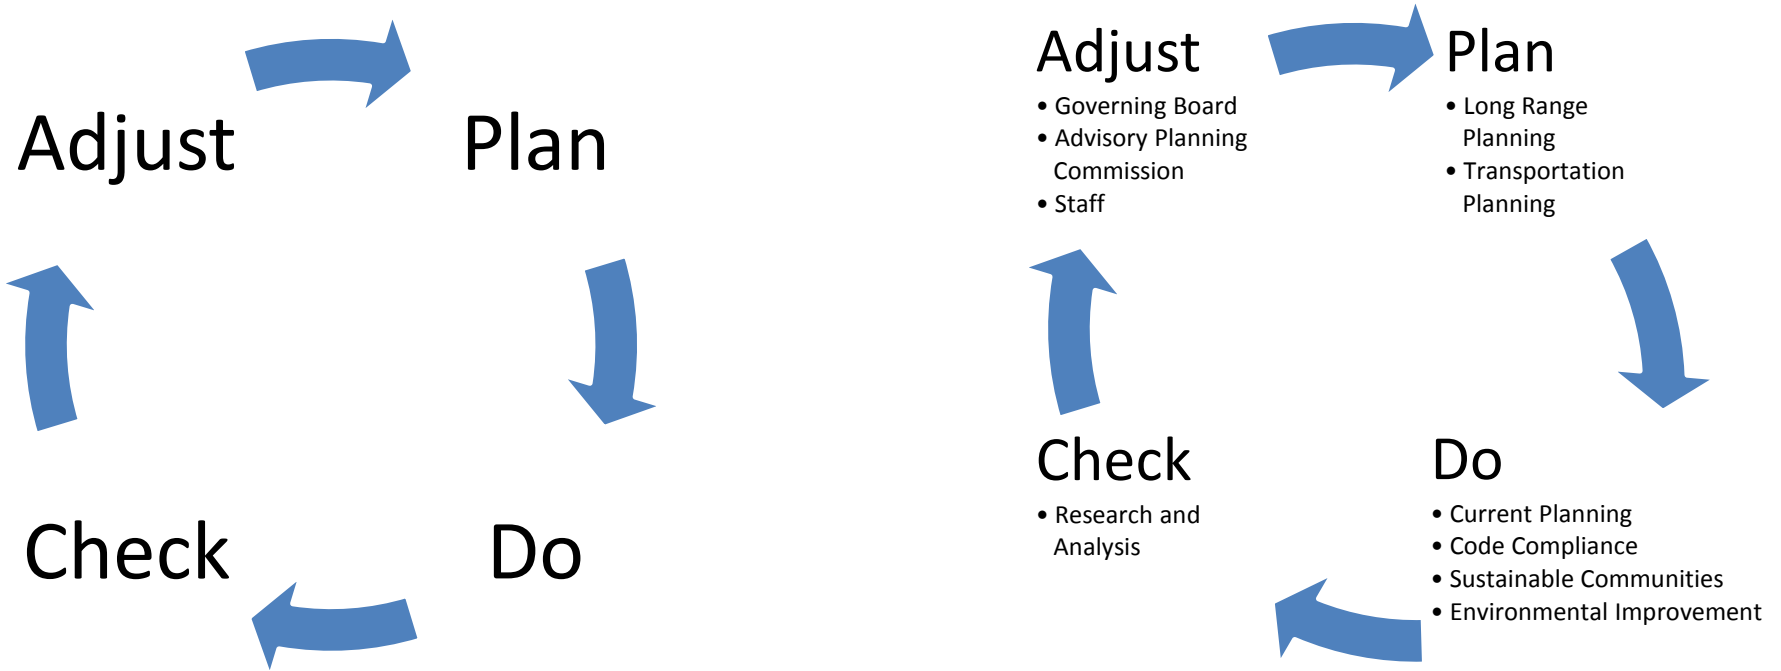 Adjust
Plan
Check
Do
Adjust
• Governing Board
• Advisory Planning
Commission
• Staff
Plan
• Long Range
Planning
• Transportation
Planning
Check
• Research and
Analysis
Do
• Current Planning
• Code Compliance
• Sustainable Communities
• Environmental Improvement